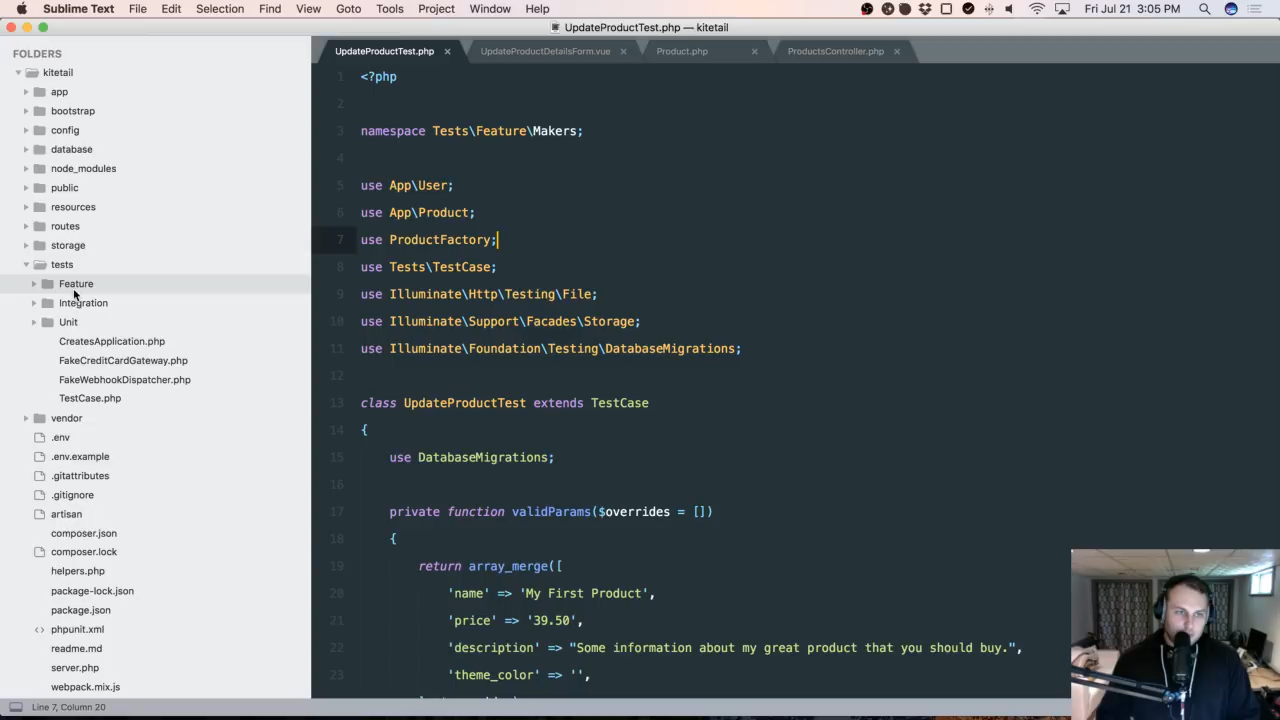 Sublime Text File Edit Selection Find View Goto Tools Project Window Help Fri Jul 21 3:05 PM
UpdateProductTest.php — kitetail
FOLDERS
kitetail
app
bootstrap
config
database
node_modules
public
resources
routes
storage
tests
Feature
Integration
Unit
CreatesApplication.php
FakeCreditCardGateway.php
FakeWebhookDispatcher.php
TestCase.php
vendor
.env
.env.example
.gitattributes
.gitignore
artisan
composer.json
composer.lock
helpers.php
package-lock.json
package.json
phpunit.xml
readme.md
server.php
webpack.mix.js
UpdateProductTest.php × UpdateProductDetailsForm.vue × Product.php × ProductsController.php ×
1 <?php
2
3 namespace Tests\Feature\Makers;
4
5 use App\User;
6 use App\Product;
7 use ProductFactory;
8 use Tests\TestCase;
9 use Illuminate\Http\Testing\File;
10 use Illuminate\Support\Facades\Storage;
11 use Illuminate\Foundation\Testing\DatabaseMigrations;
12
13 class UpdateProductTest extends TestCase
14 {
15 use DatabaseMigrations;
16
17 private function validParams($overrides = [])
18 {
19 return array_merge([
20 'name' => 'My First Product',
21 'price' => '39.50',
22 'description' => "Some information about my great product that you should buy.",
23 'theme_color' => '',
Line 7, Column 20